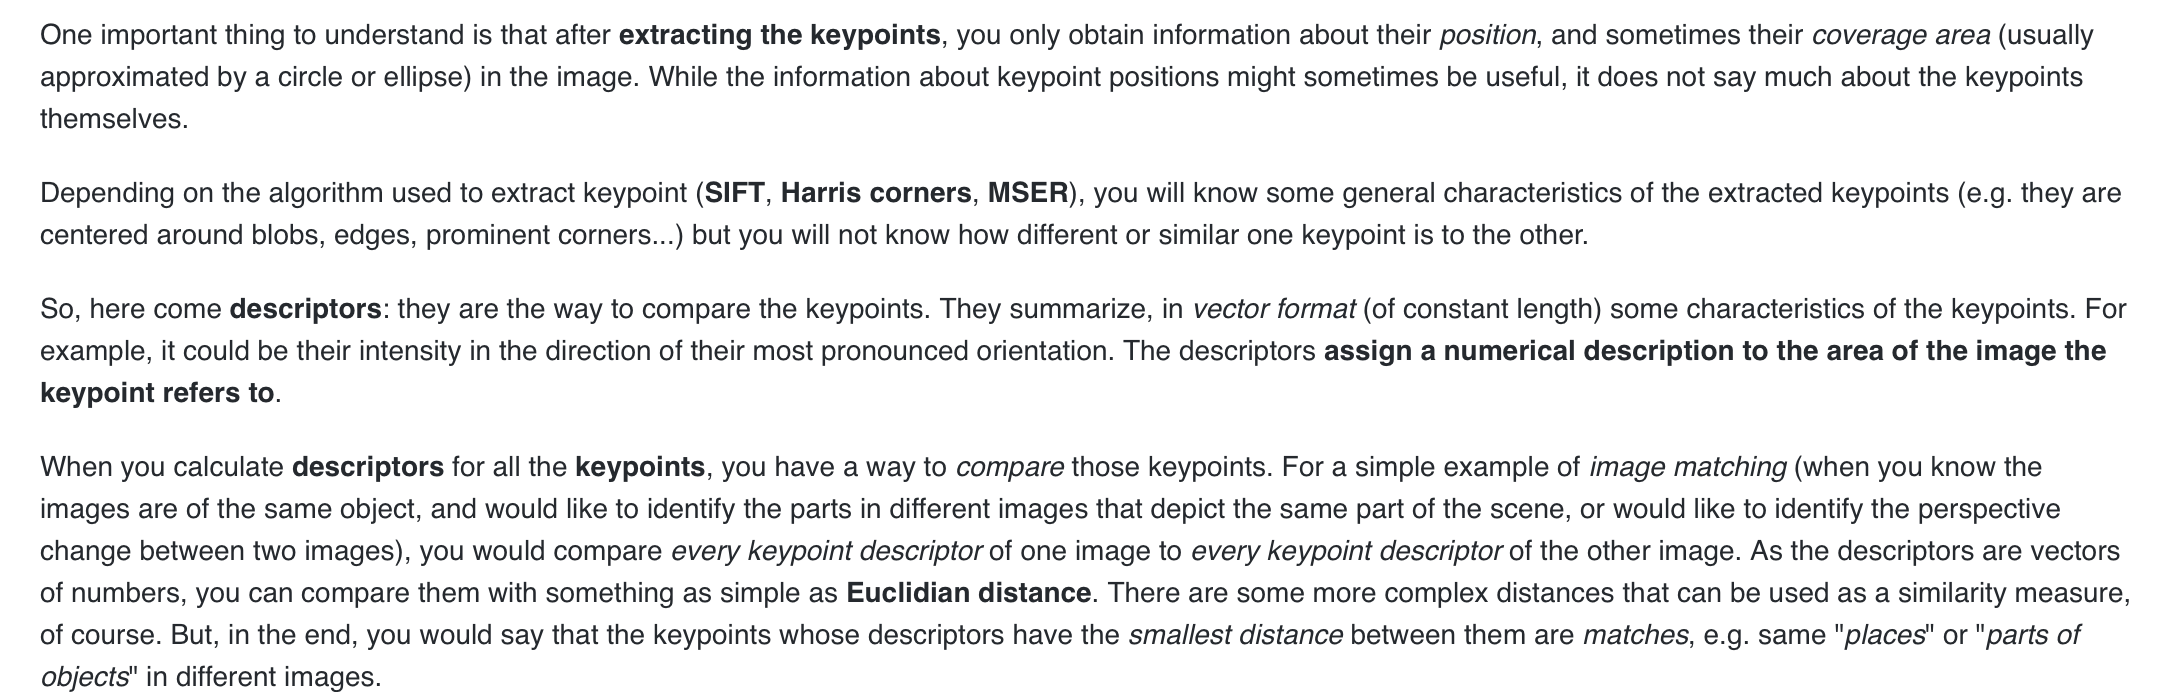 One important thing to understand is that after extracting the keypoints, you only obtain information about their position, and sometimes their coverage area (usually
approximated by a circle or ellipse) in the image. While the information about keypoint positions might sometimes be useful, it does not say much about the keypoints
themselves.
Depending on the algorithm used to extract keypoint (SIFT, Harris corners, MSER), you will know some general characteristics of the extracted keypoints (e.g. they are
centered around blobs, edges, prominent corners...) but you will not know how different or similar one keypoint is to the other.
So, here come descriptors: they are the way to compare the keypoints. They summarize, in vector format (of constant length) some characteristics of the keypoints. For
example, it could be their intensity in the direction of their most pronounced orientation. The descriptors assign a numerical description to the area of the image the
keypoint refers to.
When you calculate descriptors for all the keypoints, you have a way to compare those keypoints. For a simple example of image matching (when you know the
images are of the same object, and would like to identify the parts in different images that depict the same part of the scene, or would like to identify the perspective
change between two images), you would compare every keypoint descriptor of one image to every keypoint descriptor of the other image. As the descriptors are vectors
of numbers, you can compare them with something as simple as Euclidian distance. There are some more complex distances that can be used as a similarity measure,
of course. But, in the end, you would say that the keypoints whose descriptors have the smallest distance between them are matches, e.g. same "places" or "parts of
objects" in different images.